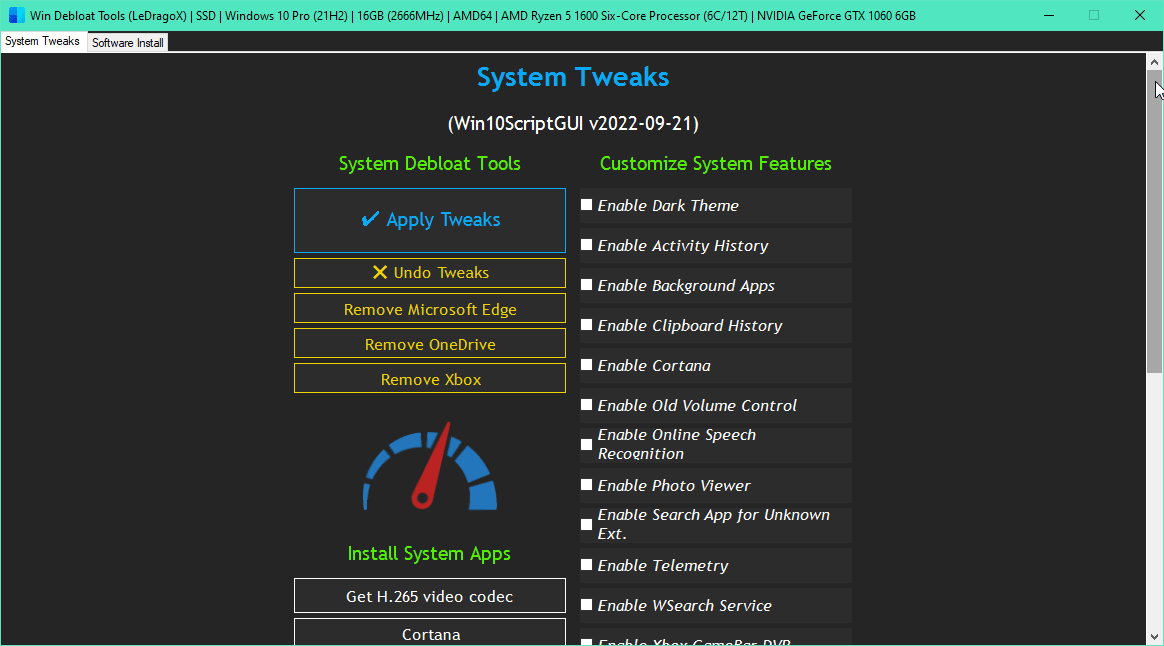 Win Debloat Tools (LeDragoX) | SSD | Windows 10 Pro (21H2) | 16GB (2666MHz) | AMD64 | AMD Ryzen 5 1600 Six-Core Processor (6C/12T) | NVIDIA GeForce GTX 1060 6GB
System Tweaks
Software Install
System Tweaks
(Win10ScriptGUI v2022-09-21)
System Debloat Tools
✔ Apply Tweaks
❌ Undo Tweaks
Remove Microsoft Edge
Remove OneDrive
Remove Xbox
Install System Apps
Get H.265 video codec
Cortana
Customize System Features
Enable Dark Theme
Enable Activity History
Enable Background Apps
Enable Clipboard History
Enable Cortana
Enable Old Volume Control
Enable Online Speech
Recognition
Enable Photo Viewer
Enable Search App for Unknown
Ext.
Enable Telemetry
Enable WSearch Service
Enable Xbox GameBar DVR